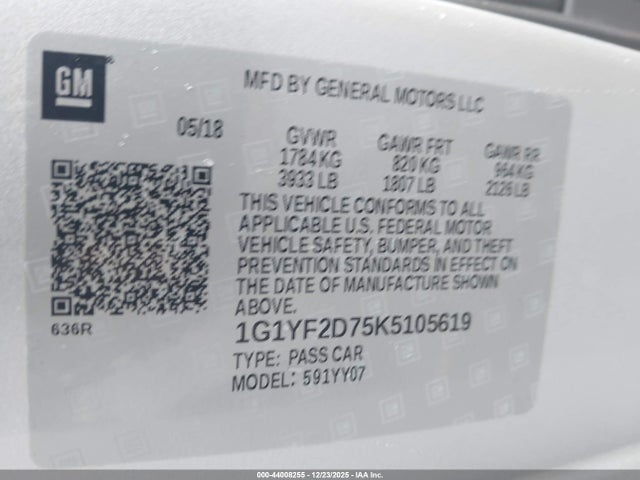 GM
MFD BY GENERAL MOTORS LLC
05/18
GVWR GAWR FRT GAWR RR
1784 KG 820 KG 964 KG
3933 LB 1807 LB 2126 LB
THIS VEHICLE CONFORMS TO ALL
APPLICABLE U.S. FEDERAL MOTOR
VEHICLE SAFETY, BUMPER, AND THEFT
PREVENTION STANDARDS IN EFFECT ON
THE DATE OF MANUFACTURE SHOWN
ABOVE.
636R
1G1YF2D75K5105619
TYPE: PASS CAR
MODEL: 591YY07
000-44008255 - 12/23/2025 - IAA Inc.